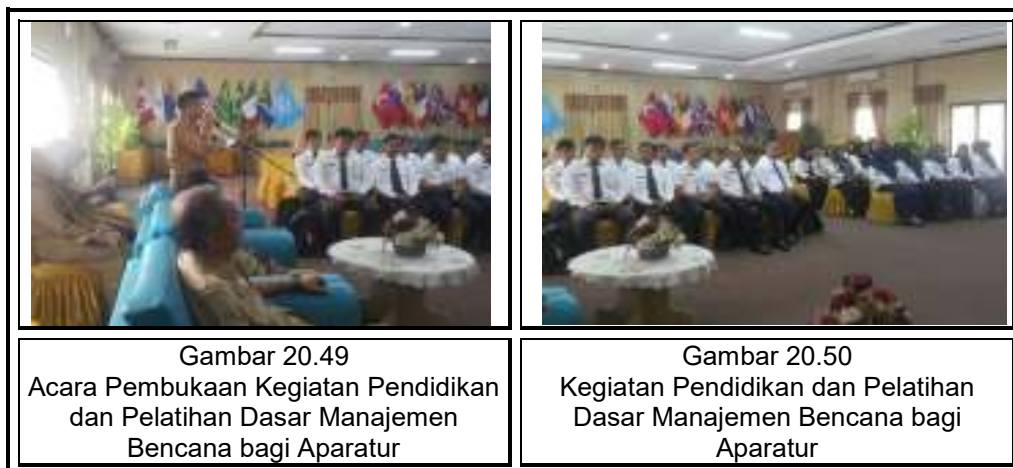 Gambar 20.49
Acara Pembukaan Kegiatan Pendidikan
dan Pelatihan Dasar Manajemen
Bencana bagi Aparatur
Gambar 20.50
Kegiatan Pendidikan dan Pelatihan
Dasar Manajemen Bencana bagi
Aparatur